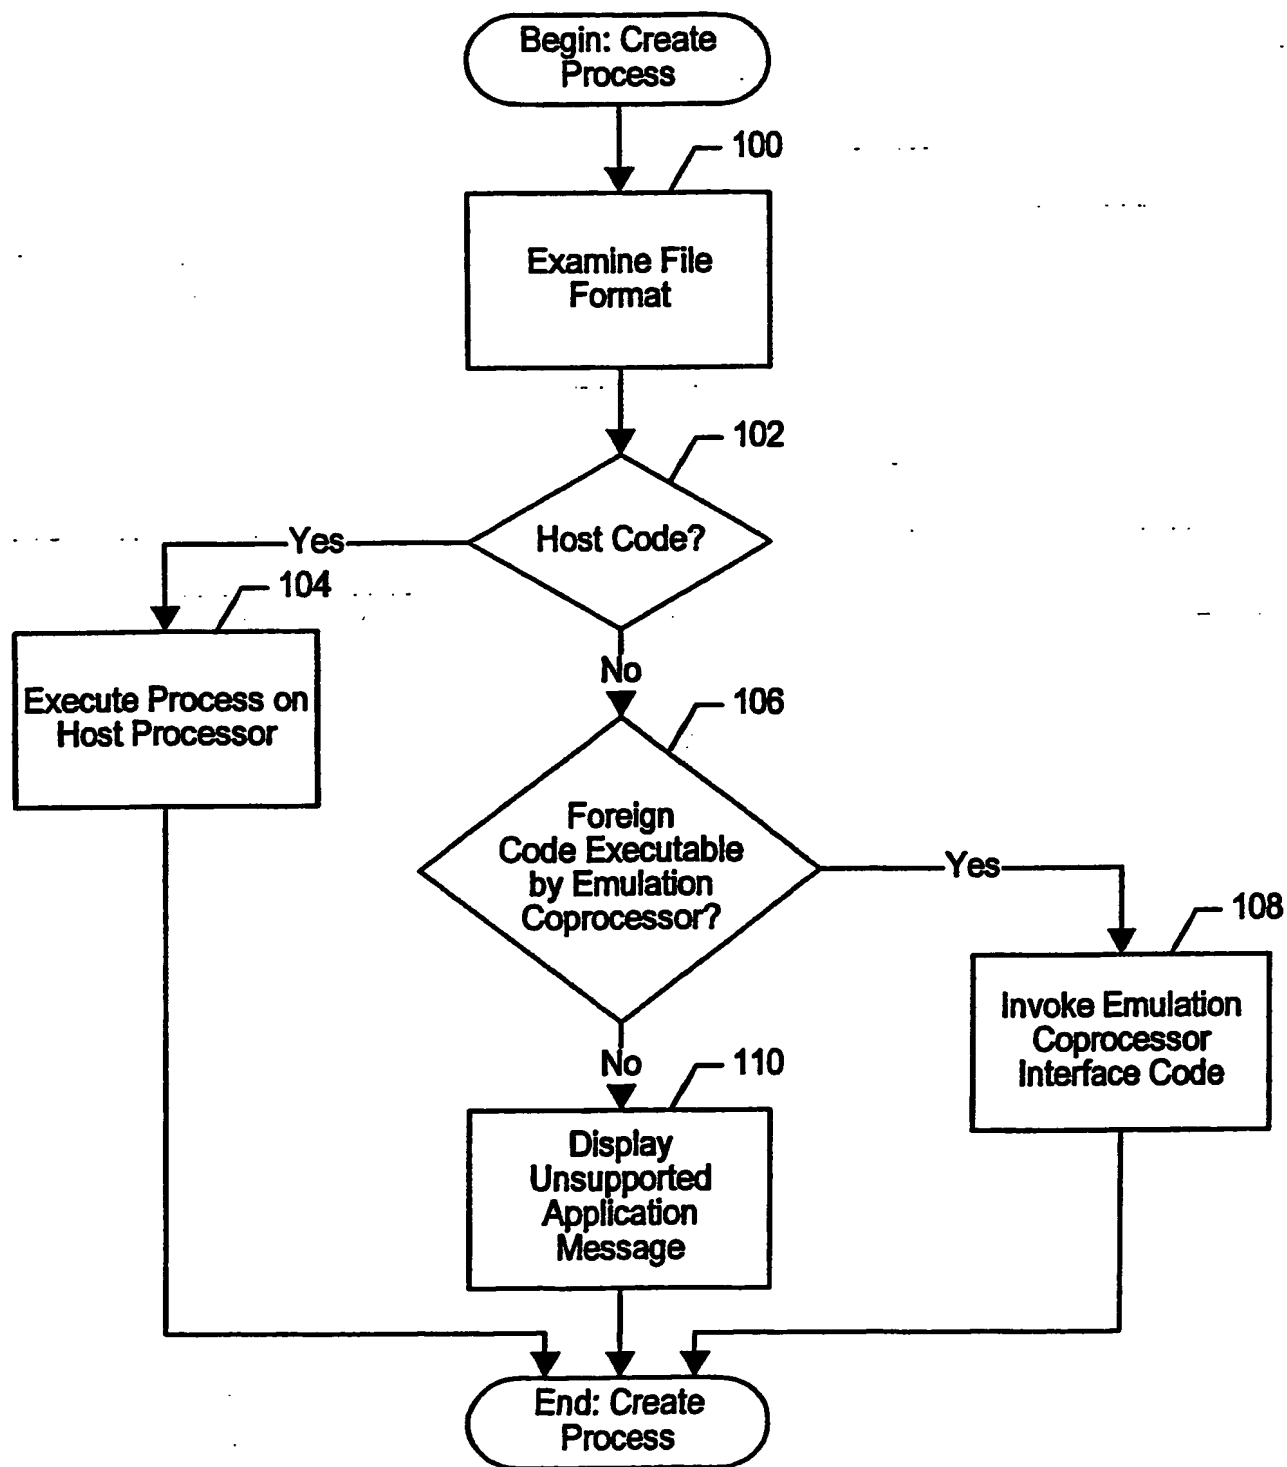 Begin: Create
Process
100
Examine File
Format
102
Host Code?
Yes
104
Execute Process on
Host Processor
No
106
Foreign
Code Executable
by Emulation
Coprocessor?
Yes
108
Invoke Emulation
Coprocessor
Interface Code
No
110
Display
Unsupported
Application
Message
End: Create
Process